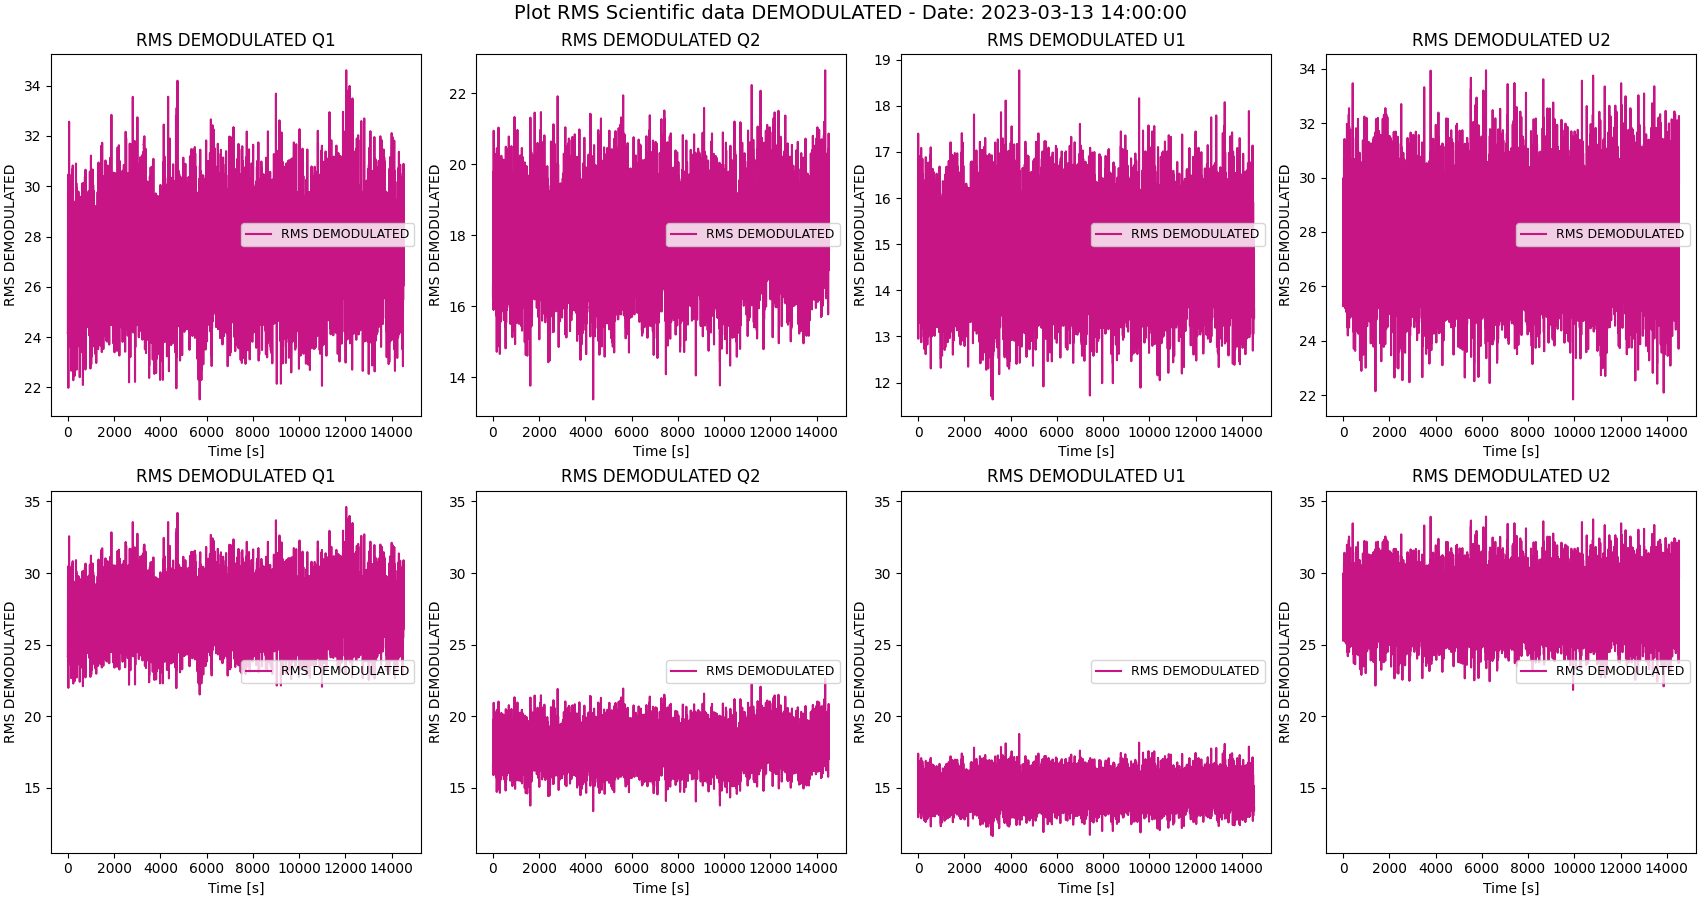 Plot RMS Scientific data DEMODULATED - Date: 2023-03-13 14:00:00
RMS DEMODULATED Q1
RMS DEMODULATED
34
32
30
28
26
24
22
RMS DEMODULATED
0 2000 4000 6000 8000 10000 12000 14000
Time [s]
RMS DEMODULATED Q2
RMS DEMODULATED
22
20
18
16
14
RMS DEMODULATED
0 2000 4000 6000 8000 10000 12000 14000
Time [s]
RMS DEMODULATED U1
RMS DEMODULATED
19
18
17
16
15
14
13
12
RMS DEMODULATED
0 2000 4000 6000 8000 10000 12000 14000
Time [s]
RMS DEMODULATED U2
RMS DEMODULATED
34
32
30
28
26
24
22
RMS DEMODULATED
0 2000 4000 6000 8000 10000 12000 14000
Time [s]
RMS DEMODULATED Q1
RMS DEMODULATED
35
30
25
20
15
RMS DEMODULATED
0 2000 4000 6000 8000 10000 12000 14000
Time [s]
RMS DEMODULATED Q2
RMS DEMODULATED
35
30
25
20
15
RMS DEMODULATED
0 2000 4000 6000 8000 10000 12000 14000
Time [s]
RMS DEMODULATED U1
RMS DEMODULATED
35
30
25
20
15
RMS DEMODULATED
0 2000 4000 6000 8000 10000 12000 14000
Time [s]
RMS DEMODULATED U2
RMS DEMODULATED
35
30
25
20
15
RMS DEMODULATED
0 2000 4000 6000 8000 10000 12000 14000
Time [s]